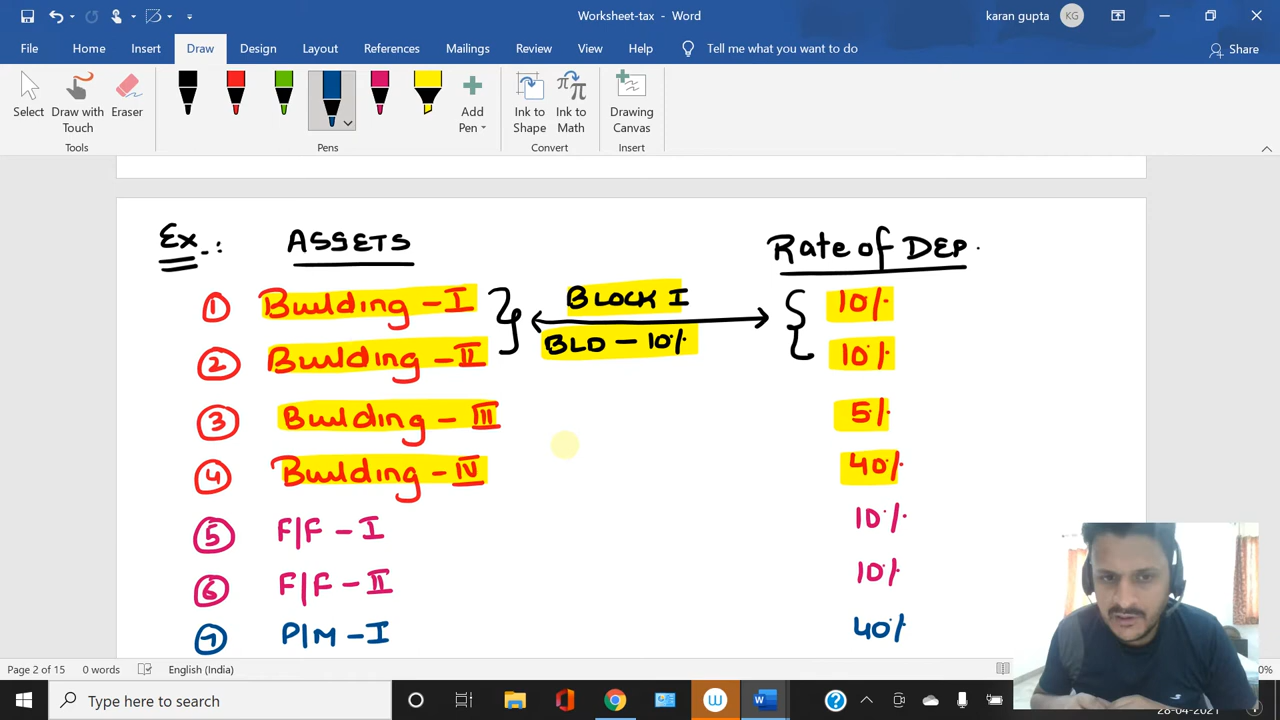 Worksheet-tax - Word
karan gupta
KG
File Home Insert Draw Design Layout References Mailings Review View Help Tell me what you want to do Share
Select Draw with Touch Eraser Add Pen Ink to Shape Ink to Math Drawing Canvas
Tools Pens Convert Insert
Ex.: ASSETS Rate of DEP.
1 Building - I BLOCK I 10%
BLD - 10%
2 Building - II 10%
3 Building - III 5%
4 Building - IV 40%
5 F/F - I 10%
6 F/F - II 10%
7 P/M - I 40%
Page 2 of 15 0 words English (India)
Type here to search
28-04-2021